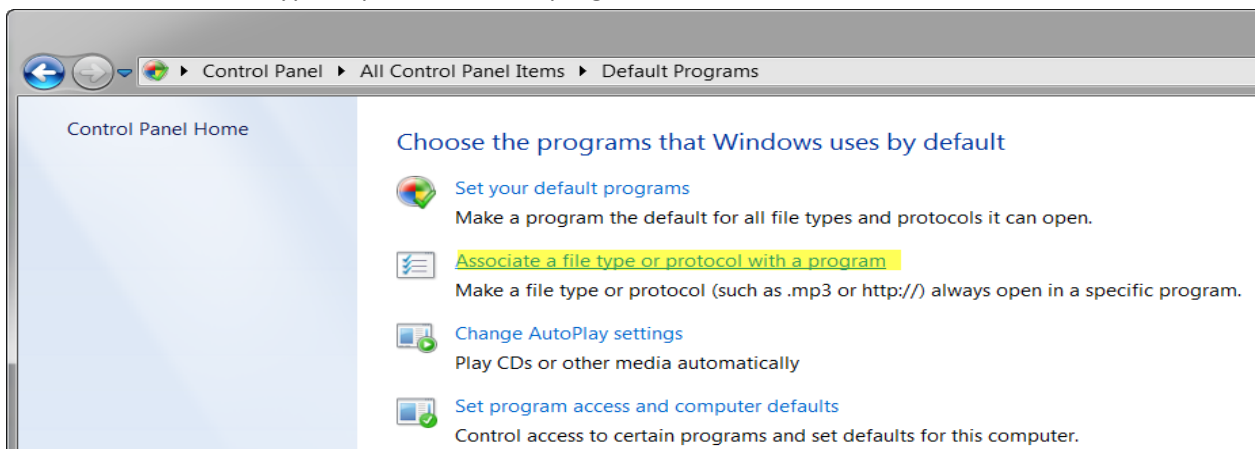 Control Panel ▸ All Control Panel Items ▸ Default Programs
Control Panel Home
Choose the programs that Windows uses by default
Set your default programs
Make a program the default for all file types and protocols it can open.
Associate a file type or protocol with a program
Make a file type or protocol (such as .mp3 or http://) always open in a specific program.
Change AutoPlay settings
Play CDs or other media automatically
Set program access and computer defaults
Control access to certain programs and set defaults for this computer.